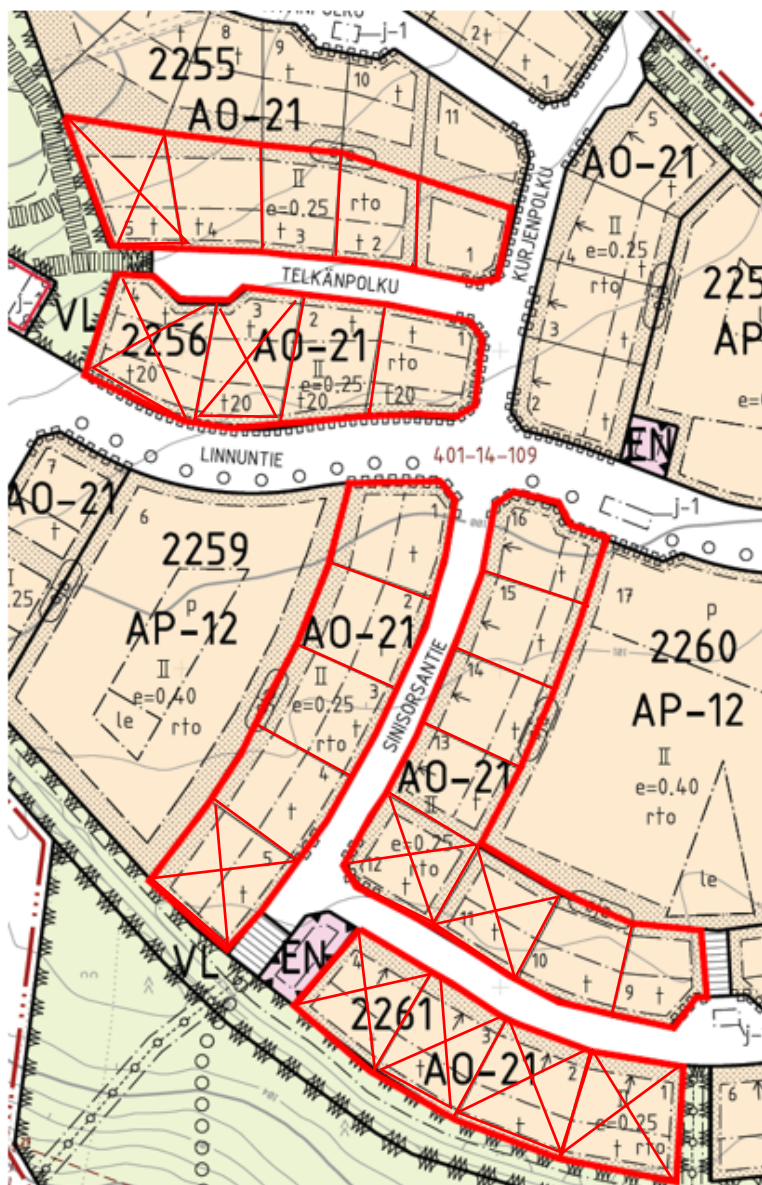 j-1
2255
AO-21
8
9
10
11
t
t
t
2t
1
5
AO-21
t
II
e=0.25
rto
4
3
2
t
KURJENPOLKU
II
e=0.25
rto
5 t
t 4
t 3
t 2
1
TELKÄNPOLKU
j-
VL
2256
AO-21
3
2
1
II
e=0.25
rto
t20
t20
t20
t20
EN
AP
LINNUNTIE
401-14-109
j-1
7
AO-21
t
6
2259
p
AP-12
II
e=0.40
le
rto
1
t
2
AO-21
II
e=0.25
rto
t
3
4
t
5
t
SINISORSANTIE
16
t
15
t
14
t
13
AO-21
II
t
e=0.25
rto
12
t
11
t
10
t
9
t
17
p
2260
AP-12
II
e=0.40
rto
le
VL
EN
4
2261
t
3
AO-21
t
2
t
1
e=0.25
t
rto
j-
6